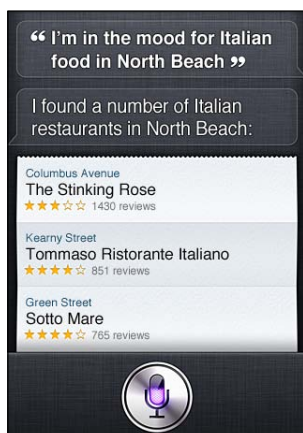 “ I’m in the mood for Italian
food in North Beach ”
I found a number of Italian
restaurants in North Beach:
Columbus Avenue
The Stinking Rose
1430 reviews
Kearny Street
Tommaso Ristorante Italiano
851 reviews
Green Street
Sotto Mare
765 reviews